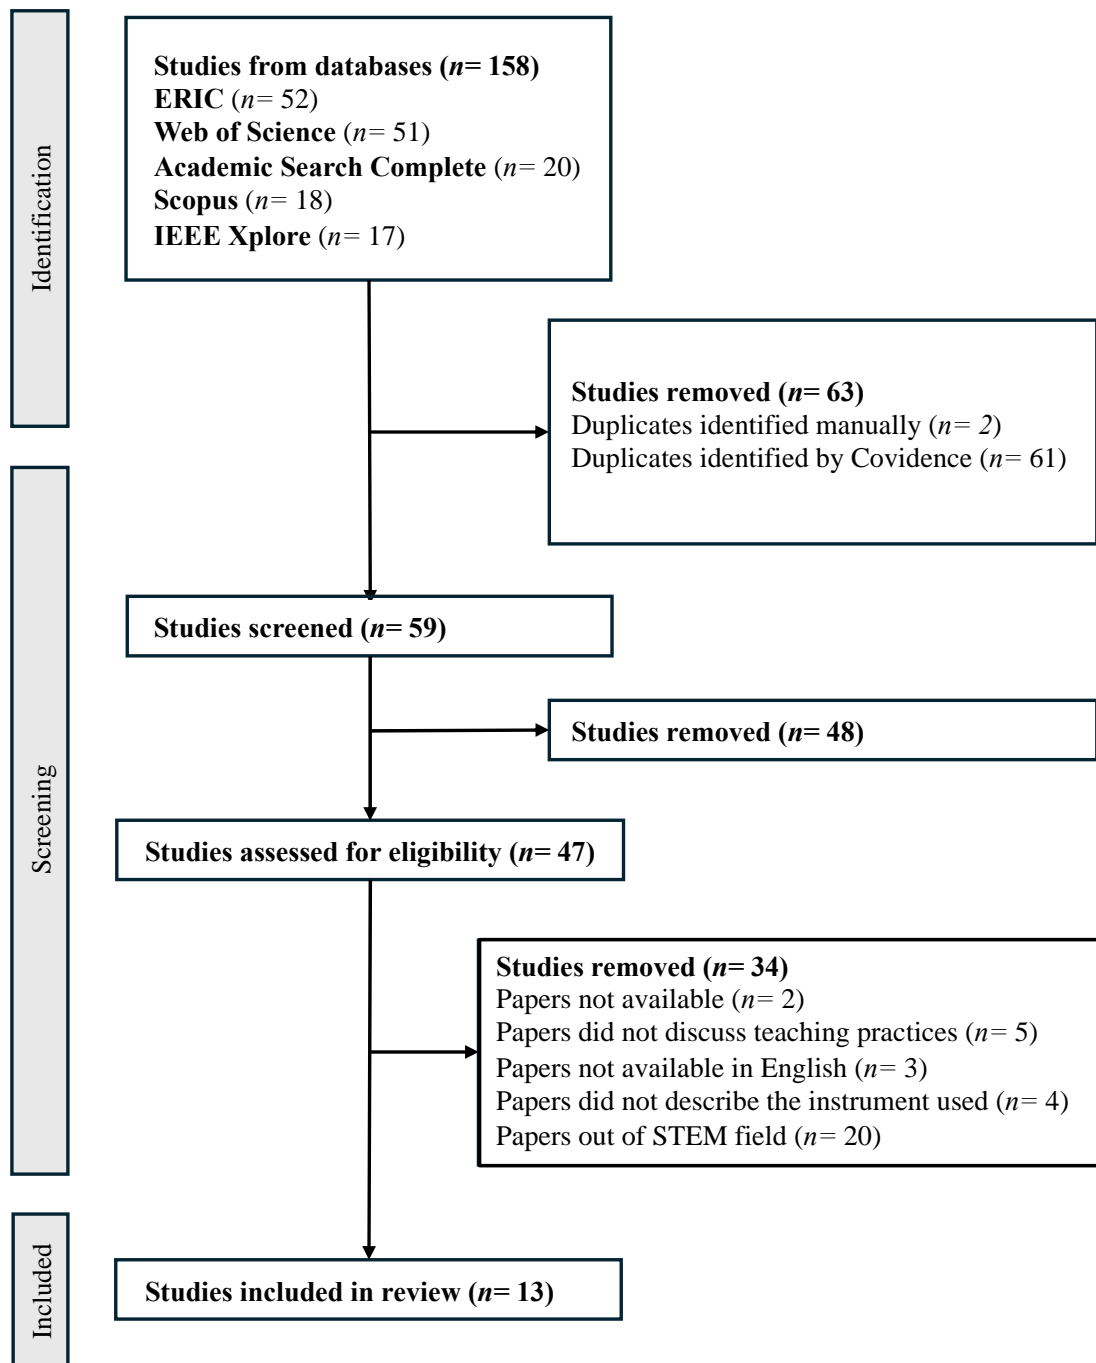 Identification
Studies from databases (n= 158)
ERIC (n= 52)
Web of Science (n= 51)
Academic Search Complete (n= 20)
Scopus (n= 18)
IEEE Xplore (n= 17)
Studies removed (n= 63)
Duplicates identified manually (n= 2)
Duplicates identified by Covidence (n= 61)
Screening
Studies screened (n= 59)
Studies removed (n= 48)
Studies assessed for eligibility (n= 47)
Studies removed (n= 34)
Papers not available (n= 2)
Papers did not discuss teaching practices (n= 5)
Papers not available in English (n= 3)
Papers did not describe the instrument used (n= 4)
Papers out of STEM field (n= 20)
Included
Studies included in review (n= 13)